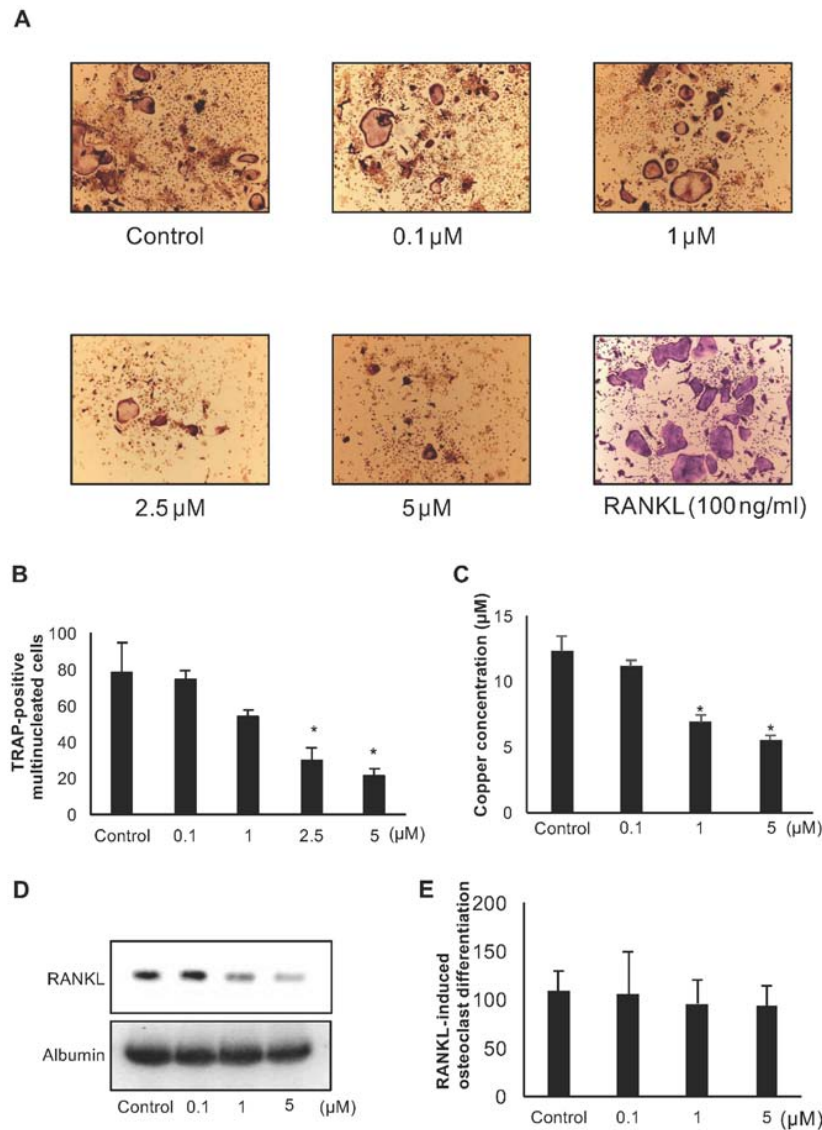 A
Control
0.1 μM
1 μM
2.5 μM
5 μM
RANKL (100 ng/ml)
B
TRAP-positive
multinucleated cells
100
80
60
40
20
0
*
*
Control 0.1 1 2.5 5 (μM)
C
Copper concentration (μM)
15
10
5
0
*
*
Control 0.1 1 5 (μM)
D
RANKL
Albumin
Control 0.1 1 5 (μM)
E
RANKL-induced
osteoclast differentiation
200
150
100
50
0
Control 0.1 1 5 (μM)